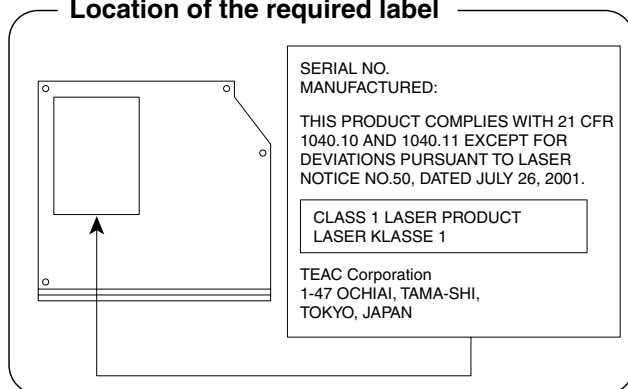 Location of the required label
SERIAL NO.
MANUFACTURED:
THIS PRODUCT COMPLIES WITH 21 CFR
1040.10 AND 1040.11 EXCEPT FOR
DEVIATIONS PURSUANT TO LASER
NOTICE NO.50, DATED JULY 26, 2001.
CLASS 1 LASER PRODUCT
LASER KLASSE 1
TEAC Corporation
1-47 OCHIAI, TAMA-SHI,
TOKYO, JAPAN